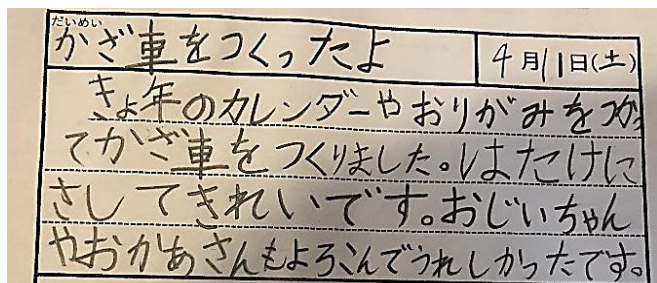 だいめい
かざ車をつくったよ 4月11日(土)
きょ年のカレンダーやおりがみをつかっ
てかざ車をつくりました。はたけに
さしてきれいです。おじいちゃん
やおかあさんもよろこんでうれしかったです。